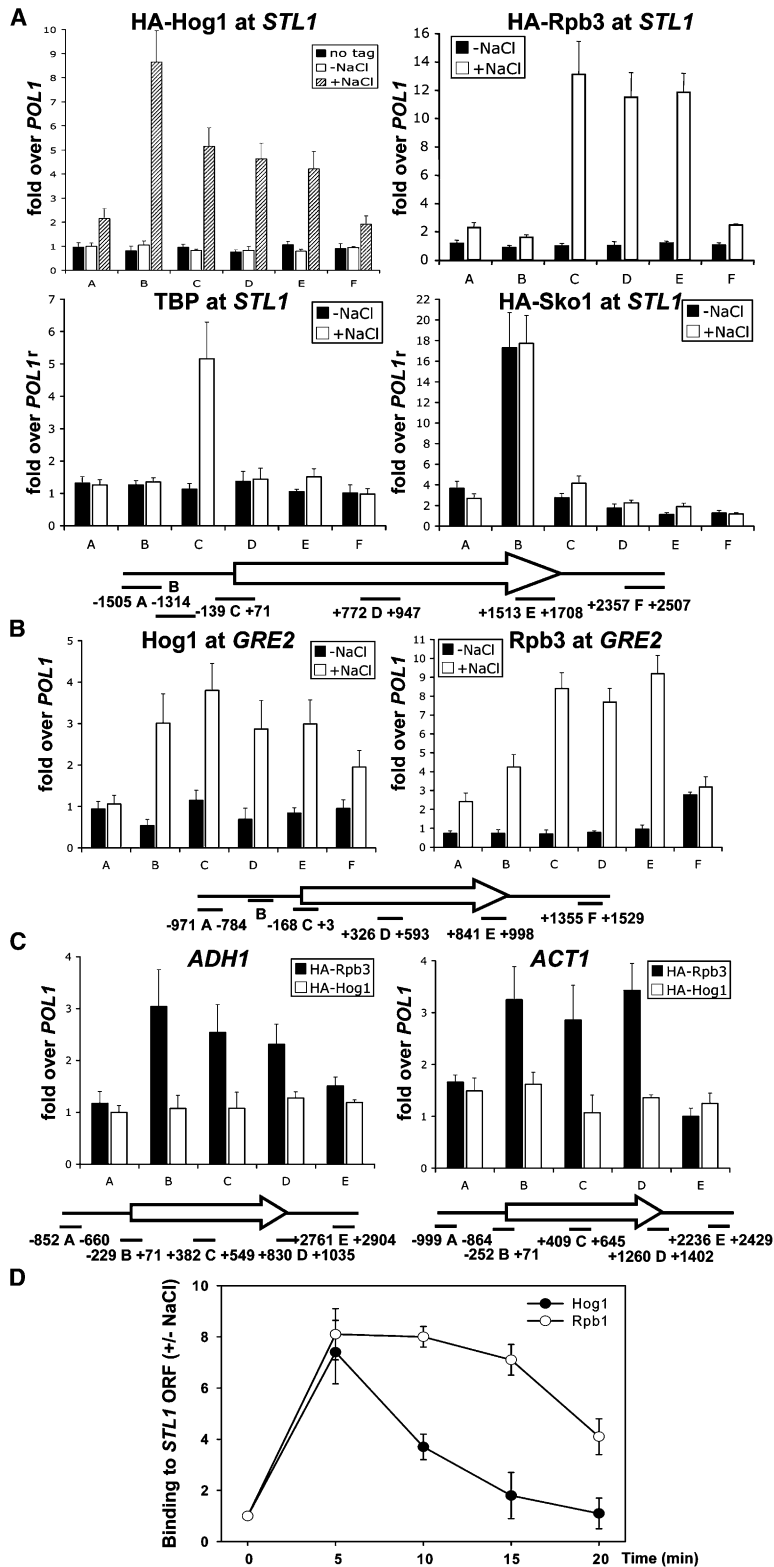 A
HA-Hog1 at STL1
fold over POL1
10
9
8
7
6
5
4
3
2
1
0
no tag
-NaCl
+NaCl
A B C D E F
HA-Rpb3 at STL1
fold over POL1
16
14
12
10
8
6
4
2
0
-NaCl
+NaCl
A B C D E F
TBP at STL1
fold over POL1
7
6
5
4
3
2
1
0
-NaCl
+NaCl
A B C D E F
HA-Sko1 at STL1
fold over POL1r
22
20
18
16
14
12
10
8
6
4
2
0
-NaCl
+NaCl
A B C D E F
B
-1505 A -1314
-139 C +71
+772 D +947
+1513 E +1708
+2357 F +2507
B
Hog1 at GRE2
fold over POL1
5
4
3
2
1
0
-NaCl
+NaCl
A B C D E F
Rpb3 at GRE2
fold over POL1
11
10
9
8
7
6
5
4
3
2
1
0
-NaCl
+NaCl
A B C D E F
-971 A -784
B
-168 C +3
+326 D +593
+841 E +998
+1355 F +1529
C
ADH1
fold over POL1
4
3
2
1
0
HA-Rpb3
HA-Hog1
A B C D E
ACT1
fold over POL1
4
3
2
1
0
HA-Rpb3
HA-Hog1
A B C D E
-852 A -660
-229 B +71
+382 C +549
+830 D +1035
+2761 E +2904
-999 A -864
-252 B +71
+409 C +645
+1260 D +1402
+2236 E +2429
D
Binding to STL1 ORF (+/- NaCl)
10
8
6
4
2
0
Hog1
Rpb1
0 5 10 15 20 Time (min)